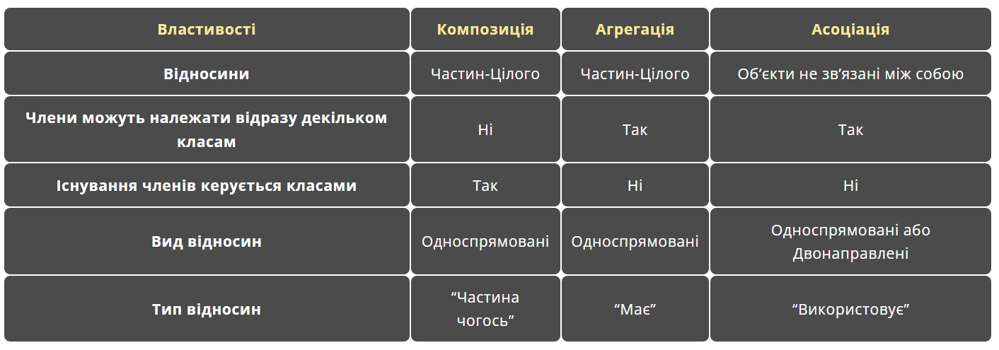 Властивості Композиція Агрегація Асоціація
Відносини Частин-Цілого Частин-Цілого Об’єкти не зв’язані між собою
Члени можуть належати відразу декільком
класам
Ні Так Так
Існування членів керується класами Так Ні Ні
Вид відносин Односпрямовані Односпрямовані
Односпрямовані або
Двонаправлені
Тип відносин
“Частина
чогось”
“Має” “Використовує”